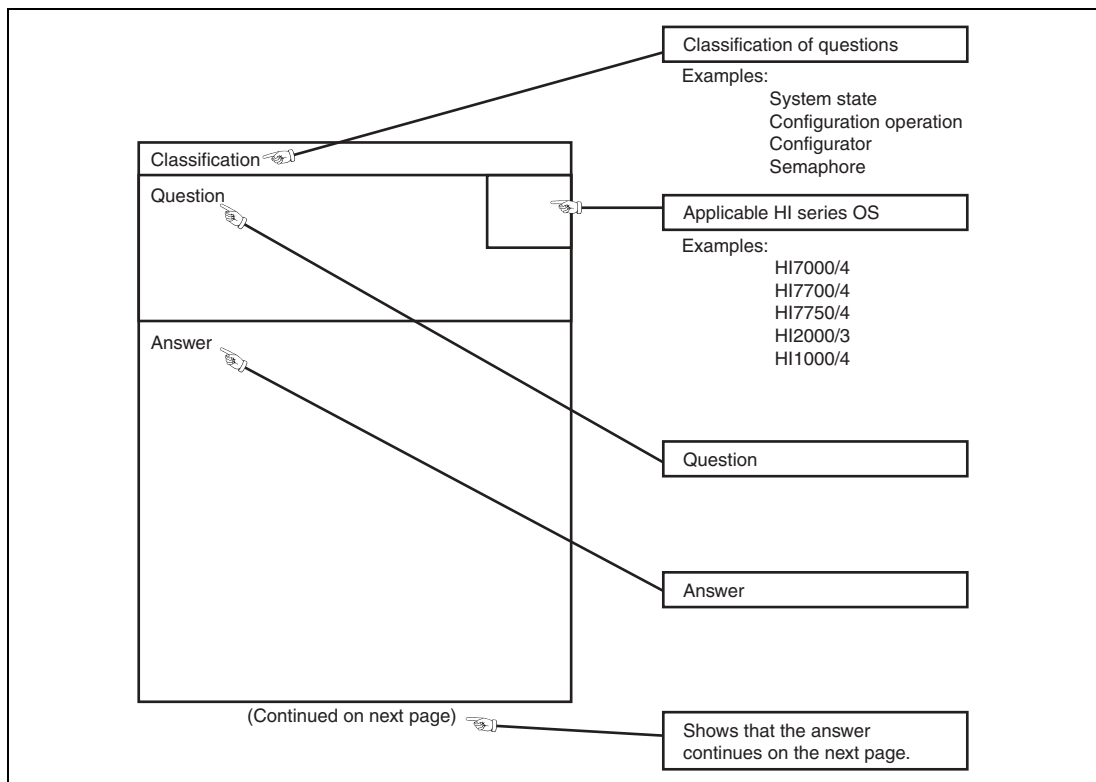 Classification of questions
Examples:
System state
Configuration operation
Configurator
Semaphore
Classification
Question
Applicable HI series OS
Examples:
HI7000/4
HI7700/4
HI7750/4
HI2000/3
HI1000/4
Answer
Question
Answer
(Continued on next page)
Shows that the answer
continues on the next page.